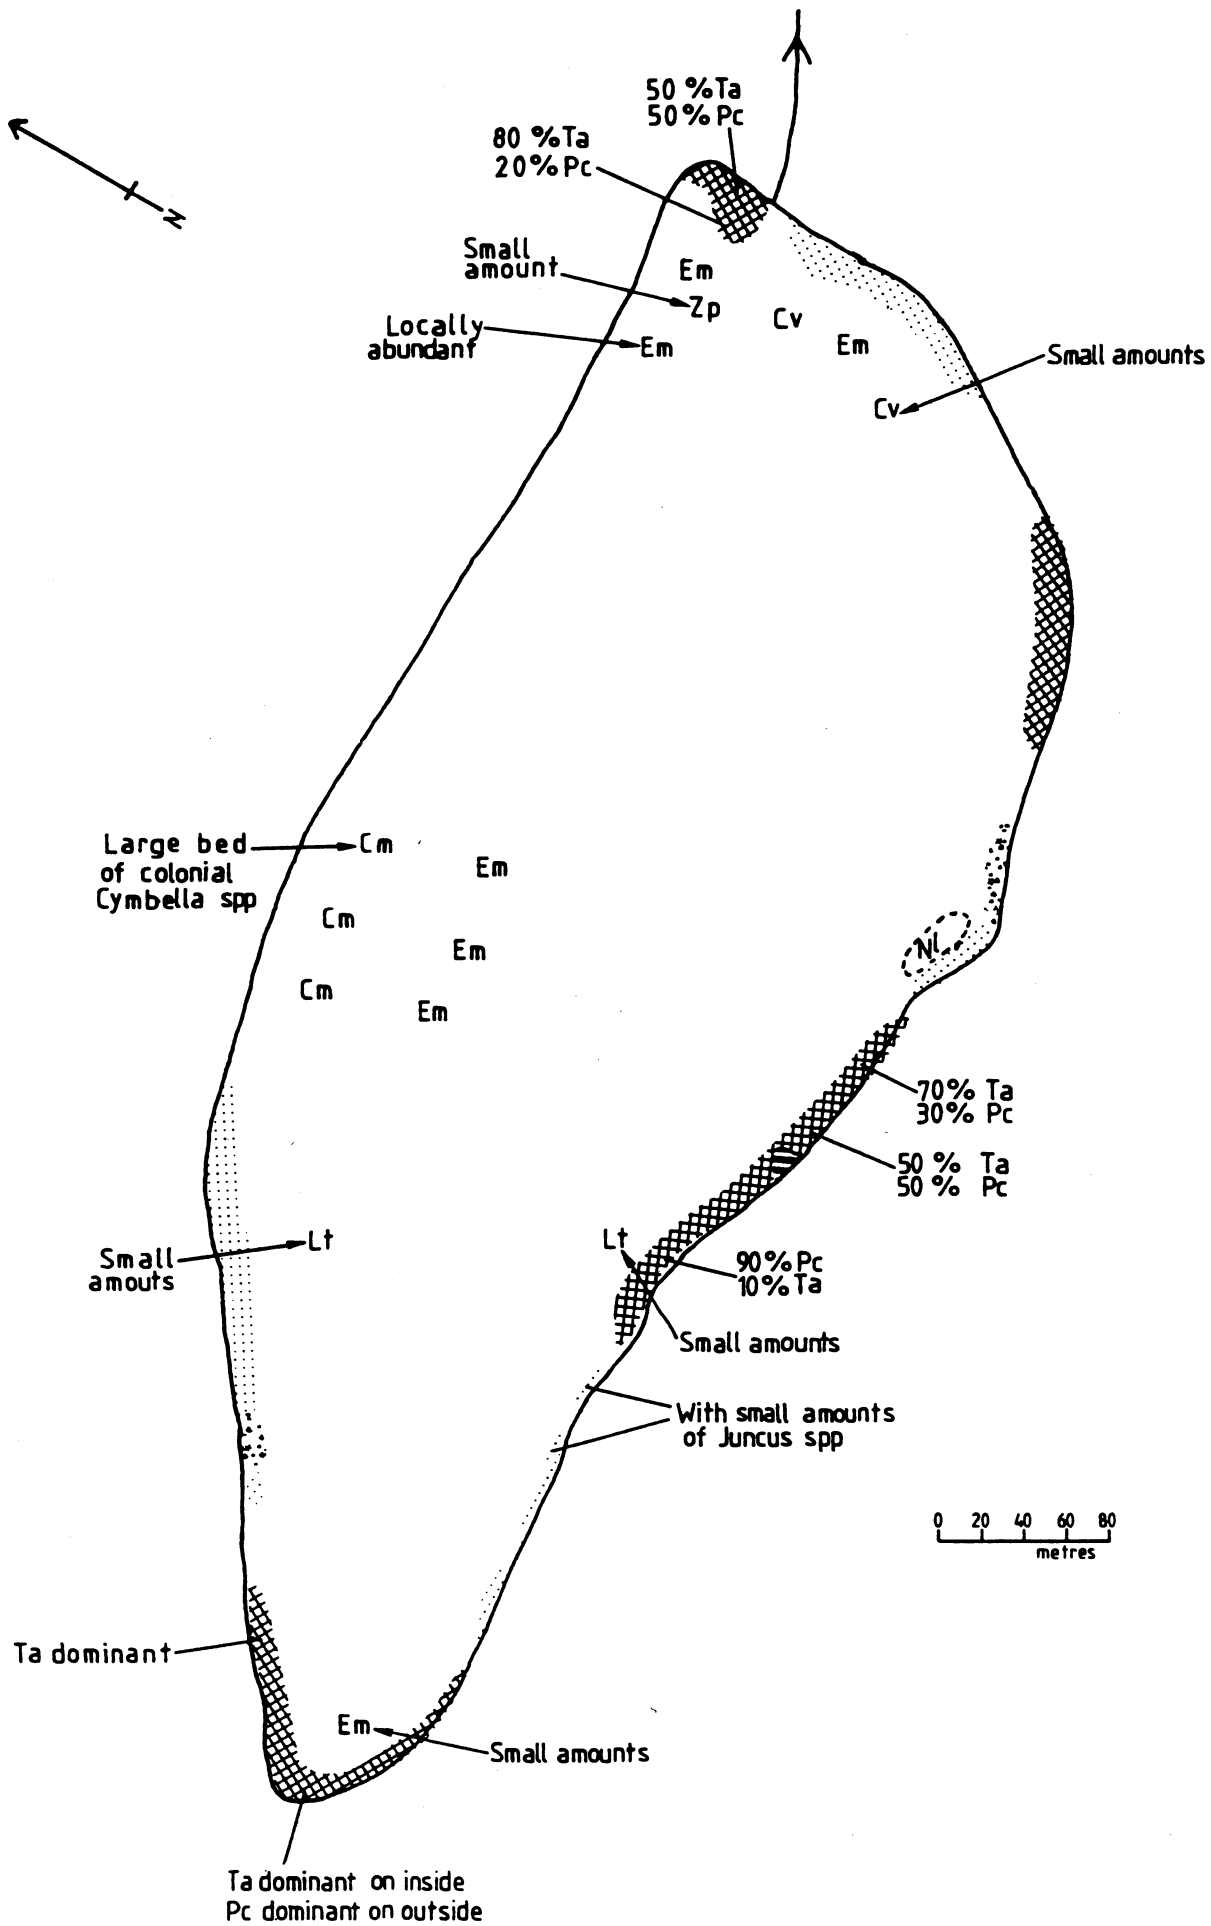 50 %Ta
50% Pc
80 %Ta
20% Pc
N
Small
amount
Em
Zp
Cv
Locally
abundant
Em
Em
Small amounts
Cv
Large bed
of colonial
Cymbella spp
Cm
Em
Cm
Em
Nl
Cm
Em
70% Ta
30% Pc
50 % Ta
50% Pc
Small
amouts
Lt
Lt
90% Pc
10% Ta
Small amounts
With small amounts
of Juncus spp
0 20 40 60 80
metres
Ta dominant
Em
Small amounts
Ta dominant on inside
Pc dominant on outside